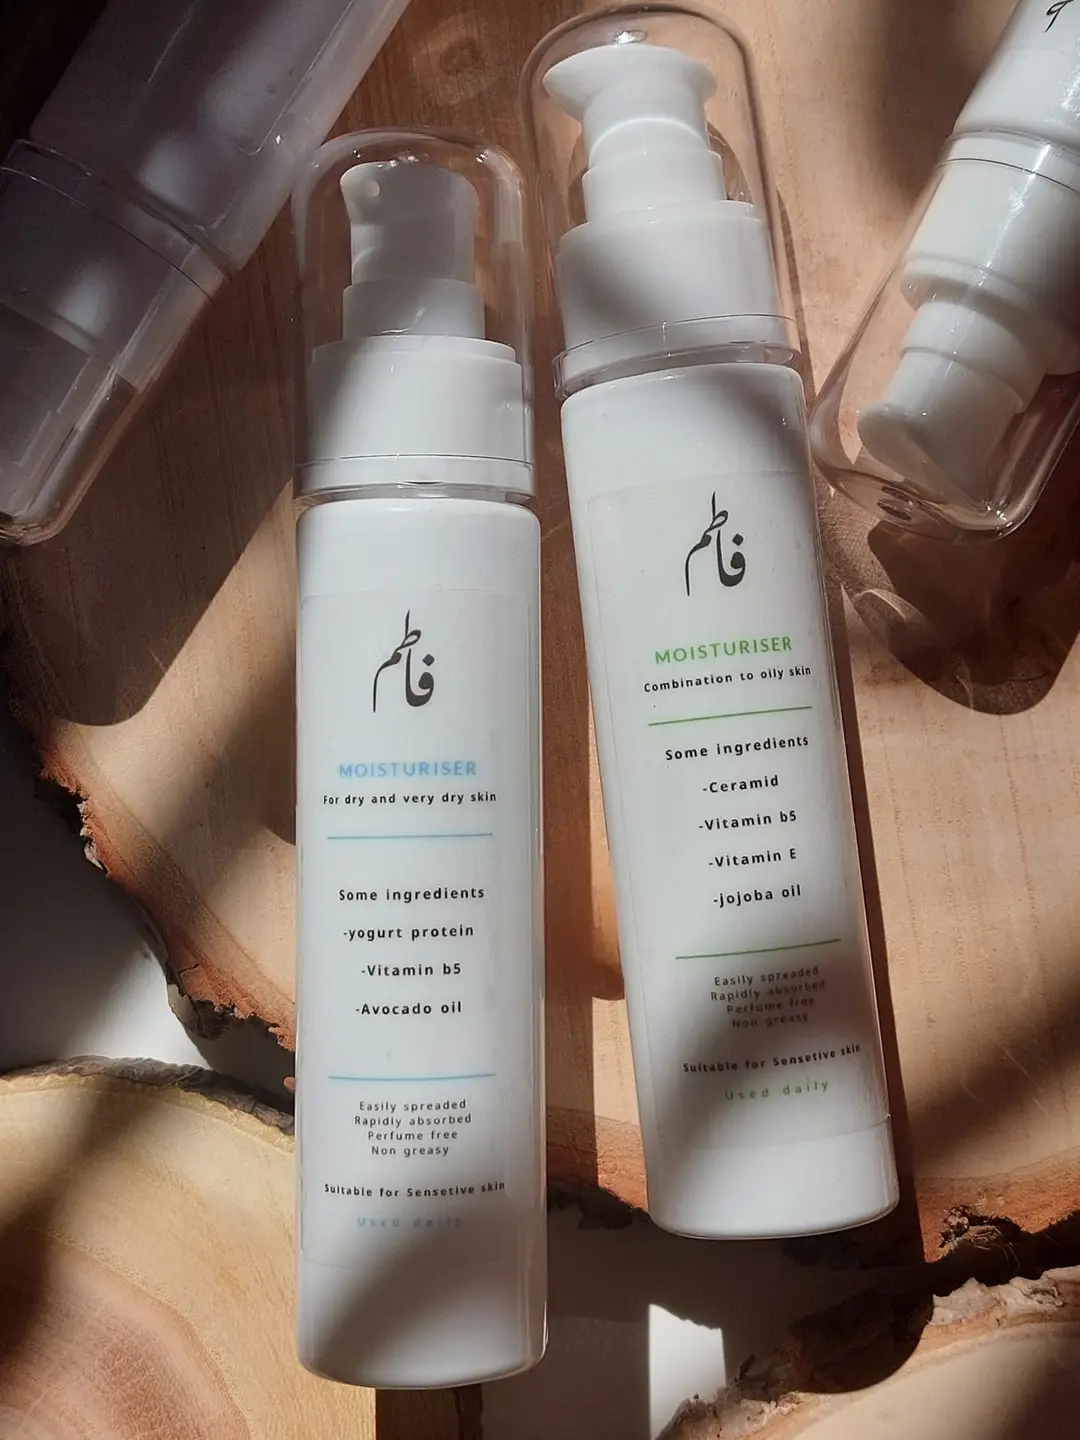 فاطم
MOISTURISER
For dry and very dry skin
Some ingredients
-yogurt protein
-Vitamin b5
-Avocado oil
Easily spreaded
Rapidly absorbed
Perfume free
Non greasy
Suitable for Sensetive skin
Used daily
فاطم
MOISTURISER
Combination to oily skin
Some ingredients
-Ceramid
-Vitamin b5
-Vitamin E
-jojoba oil
Easily spreaded
Rapidly absorbed
Perfume free
Non greasy
Suitable for Sensetive skin
Used daily